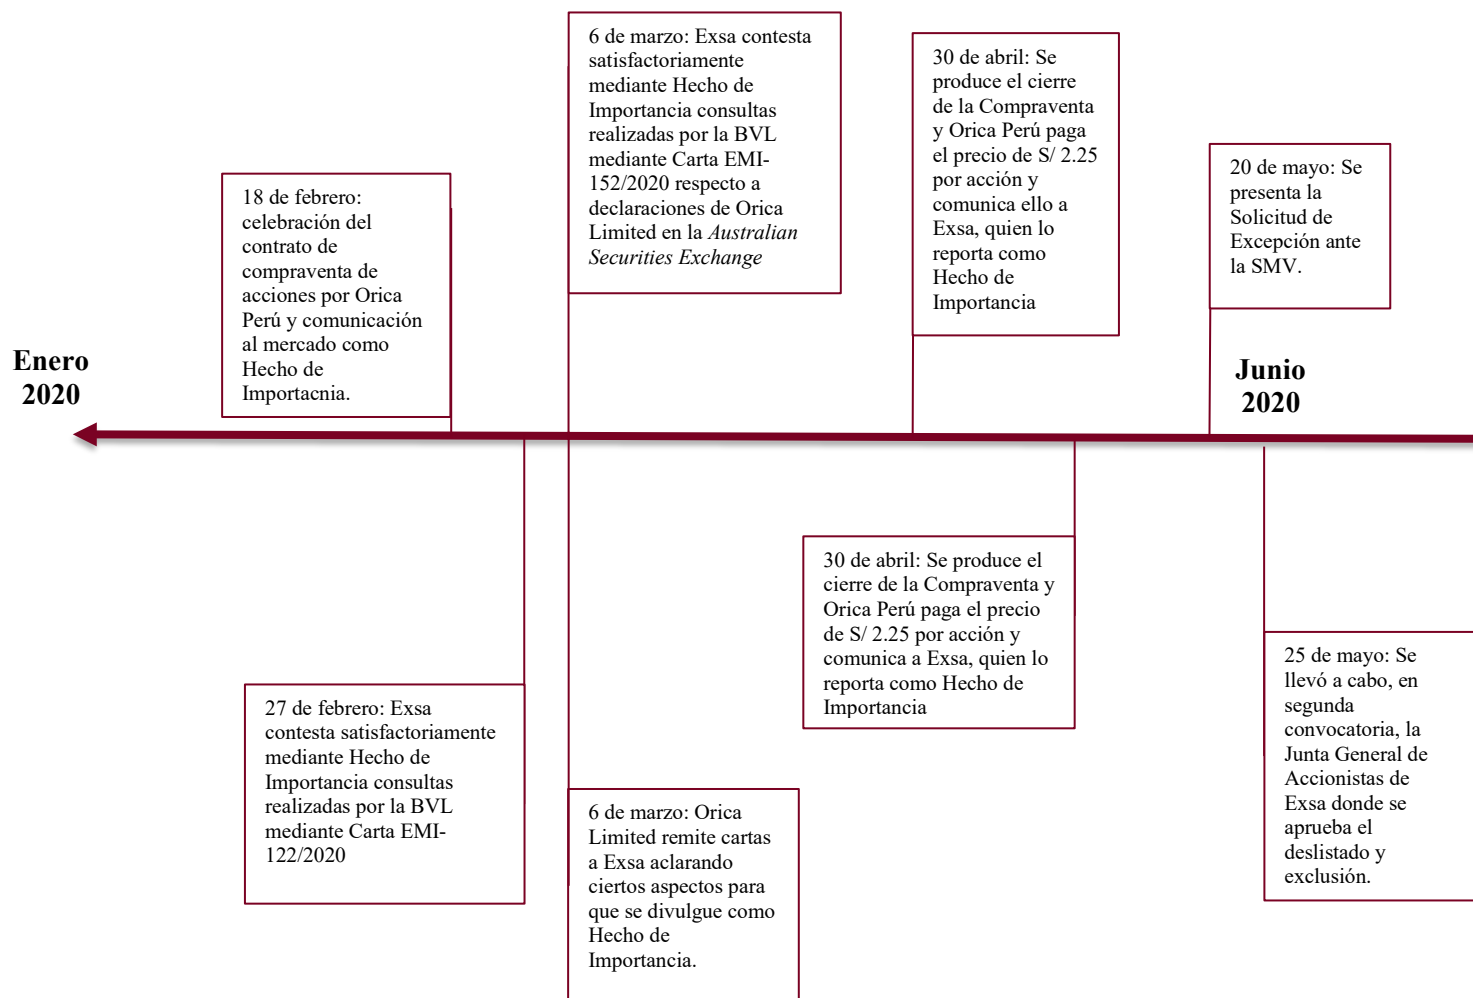 6 de marzo: Exsa contesta
satisfactoriamente
mediante Hecho de
Importancia consultas
realizadas por la BVL
mediante Carta EMI-
152/2020 respecto a
declaraciones de Orica
Limited en la Australian
Securities Exchange
30 de abril: Se
produce el cierre
de la Compraventa
y Orica Perú paga
el precio de S/ 2.25
por acción y
comunica ello a
Exsa, quien lo
reporta como
Hecho de
Importancia
20 de mayo: Se
presenta la
Solicitud de
Excepción ante
la SMV.
18 de febrero:
celebración del
contrato de
compraventa de
acciones por Orica
Perú y comunicación
al mercado como
Hecho de
Importacnia.
Enero
2020
Junio
2020
30 de abril: Se produce el
cierre de la Compraventa y
Orica Perú paga el precio
de S/ 2.25 por acción y
comunica a Exsa, quien lo
reporta como Hecho de
Importancia
25 de mayo: Se
llevó a cabo, en
segunda
convocatoria, la
Junta General de
Accionistas de
Exsa donde se
aprueba el
deslistado y
exclusión.
27 de febrero: Exsa
contesta satisfactoriamente
mediante Hecho de
Importancia consultas
realizadas por la BVL
mediante Carta EMI-
122/2020
6 de marzo: Orica
Limited remite cartas
a Exsa aclarando
ciertos aspectos para
que se divulgue como
Hecho de
Importancia.